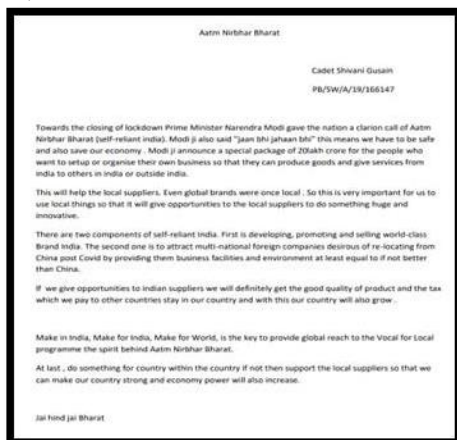 Aatm Nirbhar Bharat
Cadet Shivani Gusain
PB/SW/A/19/166147
Towards the closing of lockdown Prime Minister Narendra Modi gave the nation a clarion call of Aatm
Nirbhar Bharat (self-reliant india). Modi ji also said "jaan bhi jahaan bhi" this means we have to be safe
and also save our economy . Modi ji announce a special package of 20lakh crore for the people who
want to setup or organise their own business so that they can produce goods and give services from
india to others in india or outside india.
This will help the local suppliers. Even global brands were once local . So this is very important for us to
use local things so that it will give opportunities to the local suppliers to do something huge and
innovative.
There are two components of self-reliant India. First is developing, promoting and selling world-class
Brand India. The second one is to attract multi-national foreign companies desirous of re-locating from
China post Covid by providing them business facilities and environment at least equal to if not better
than China.
If we give opportunities to indian suppliers we will definitely get the good quality of product and the tax
which we pay to other countries stay in our country and with this our country will also grow .
Make in India, Make for India, Make for World, is the key to provide global reach to the Vocal for Local
programme the spirit behind Aatm Nirbhar Bharat.
At last , do something for country within the country if not then support the local suppliers so that we
can make our country strong and economy power will also increase.
Jai hind jai Bharat